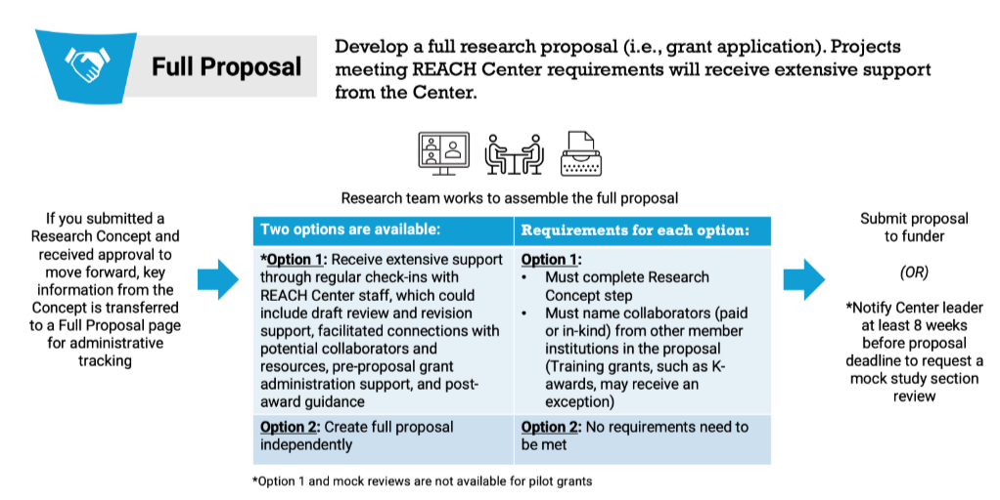 Full Proposal
Develop a full research proposal (i.e., grant application). Projects
meeting REACH Center requirements will receive extensive support
from the Center.
Research team works to assemble the full proposal
If you submitted a
Research Concept and
received approval to
move forward, key
information from the
Concept is transferred
to a Full Proposal page
for administrative
tracking
Two options are available:
Requirements for each option:
*Option 1: Receive extensive support
through regular check-ins with
REACH Center staff, which could
include draft review and revision
support, facilitated connections with
potential collaborators and
resources, pre-proposal grant
administration support, and post-
award guidance
Option 1:
• Must complete Research
Concept step
• Must name collaborators (paid
or in-kind) from other member
institutions in the proposal
(Training grants, such as K-
awards, may receive an
exception)
Option 2: Create full proposal
independently
Option 2: No requirements need to
be met
Submit proposal
to funder
(OR)
*Notify Center leader
at least 8 weeks
before proposal
deadline to request a
mock study section
review
*Option 1 and mock reviews are not available for pilot grants